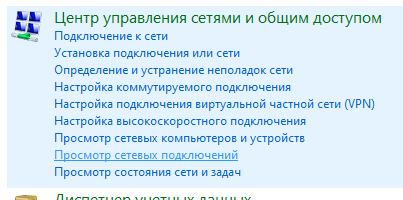 Центр управления сетями и общим доступом
Подключение к сети
Установка подключения или сети
Определение и устранение неполадок сети
Настройка коммутируемого подключения
Настройка подключения виртуальной частной сети (VPN)
Настройка высокоскоростного подключения
Просмотр сетевых компьютеров и устройств
Просмотр сетевых подключений
Просмотр состояния сети и задач
Диспетчер учетных данных